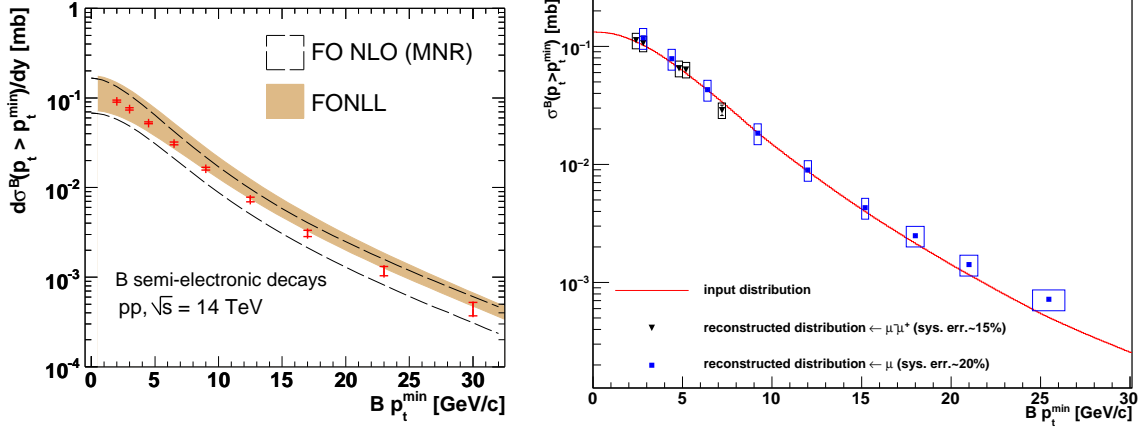 dσᴮ(pₜ > pₜᵐⁱⁿ)/dy [mb]
1
10⁻¹
10⁻²
10⁻³
10⁻⁴
FO NLO (MNR)
FONLL
B semi-electronic decays
pp, √s = 14 TeV
0 5 10 15 20 25 30
B pₜᵐⁱⁿ [GeV/c]
σᴮ(pₜ>pₜᵐⁱⁿ) [mb]
10⁻¹
10⁻²
10⁻³
input distribution
reconstructed distribution ← μ⁻μ⁺ (sys. err.~15%)
reconstructed distribution ← μ (sys. err.~20%)
0 5 10 15 20 25 30
B pₜᵐⁱⁿ [GeV/c]